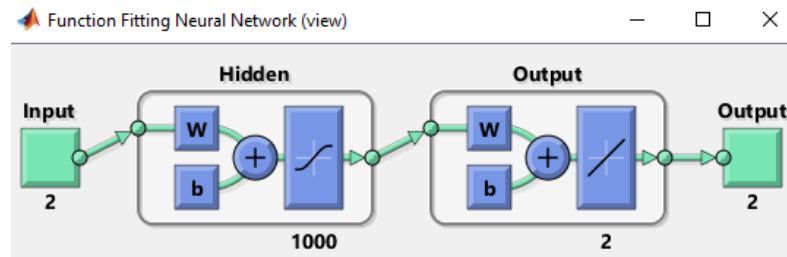 Function Fitting Neural Network (view)
Hidden
Output
Input
Output
W
W
+
+
b
b
2
2
1000
2